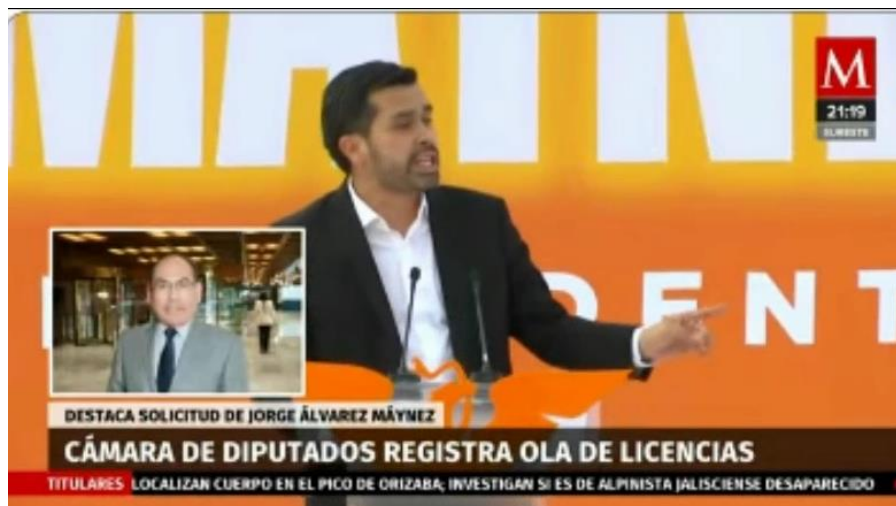 M
21:19
DENT
DESTACA SOLICITUD DE JORGE ÁLVAREZ MÁYNEZ
CÁMARA DE DIPUTADOS REGISTRA OLA DE LICENCIAS
TITULARES LOCALIZAN CUERPO EN EL PICO DE ORIZABA; INVESTIGAN SI ES DE ALPINISTA JALISCIENSE DESAPARECIDO